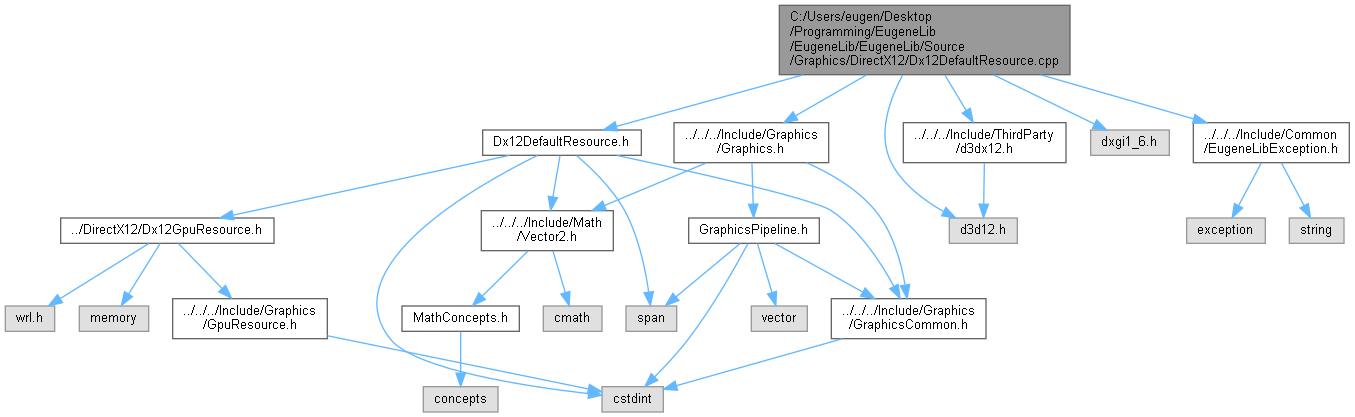 C:/Users/eugen/Desktop
/Programming/EugeneLib
/EugeneLib/EugeneLib/Source
/Graphics/DirectX12/Dx12DefaultResource.cpp
Dx12DefaultResource.h
../../../Include/Graphics
/Graphics.h
../../../Include/ThirdParty
/d3dx12.h
dxgi1_6.h
../../../Include/Common
/EugeneLibException.h
../DirectX12/Dx12GpuResource.h
../../../Include/Math
/Vector2.h
GraphicsPipeline.h
d3d12.h
exception
string
wrl.h
memory
../../../Include/Graphics
/GpuResource.h
MathConcepts.h
cmath
span
vector
../../../Include/Graphics
/GraphicsCommon.h
concepts
cstdint